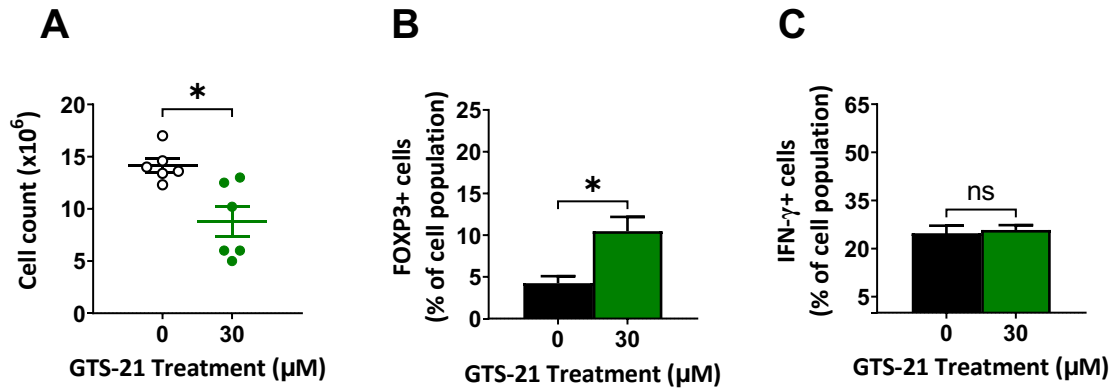 A
Cell count (x10⁶)
20
15
10
5
0
*
0
30
GTS-21 Treatment (µM)
B
FOXP3+ cells
(% of cell population)
25
20
15
10
5
0
*
0
30
GTS-21 Treatment (µM)
C
IFN-γ+ cells
(% of cell population)
65
50
35
20
5
ns
0
30
GTS-21 Treatment (µM)